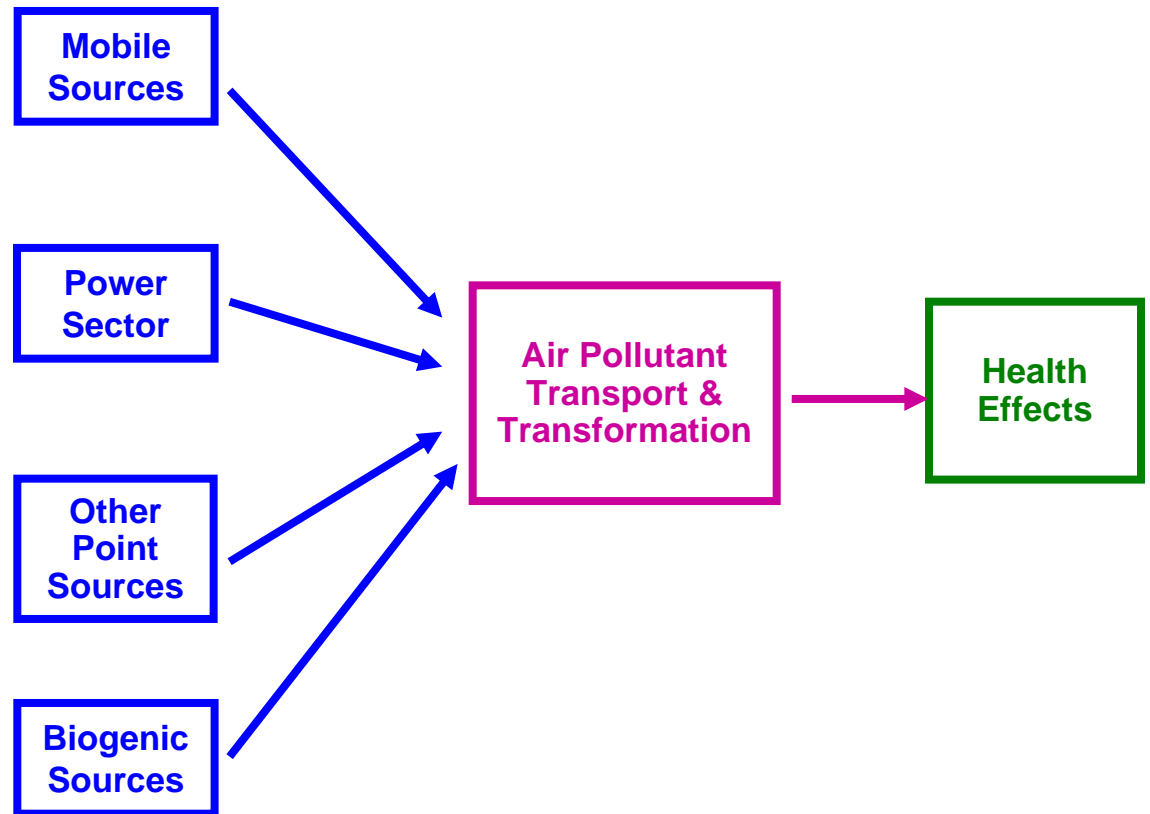 Mobile
Sources
Power
Sector
Other
Point
Sources
Biogenic
Sources
Air Pollutant
Transport &
Transformation
Health
Effects